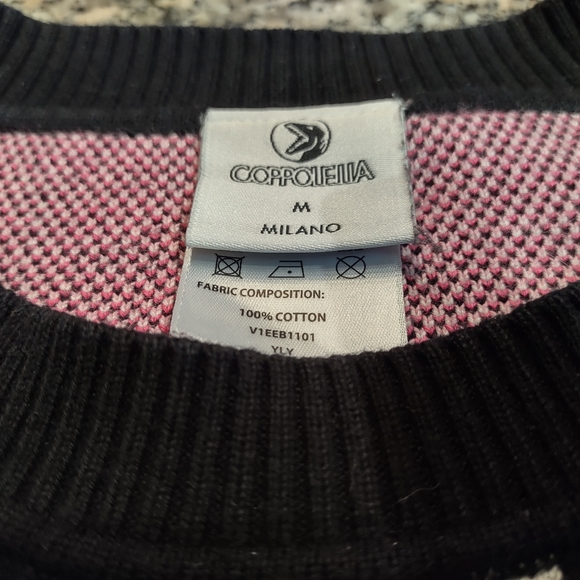 COPPOLELLA
M
MILANO
FABRIC COMPOSITION:
100% COTTON
V1EEB1101
YLY